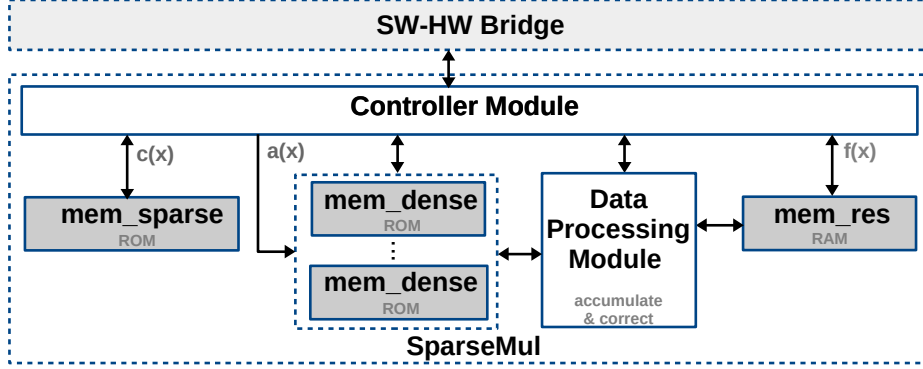 SW-HW Bridge
Controller Module
c(x)
a(x)
f(x)
mem_sparse
ROM
mem_dense
ROM
⋮
mem_dense
ROM
Data
Processing
Module
accumulate
& correct
mem_res
RAM
SparseMul